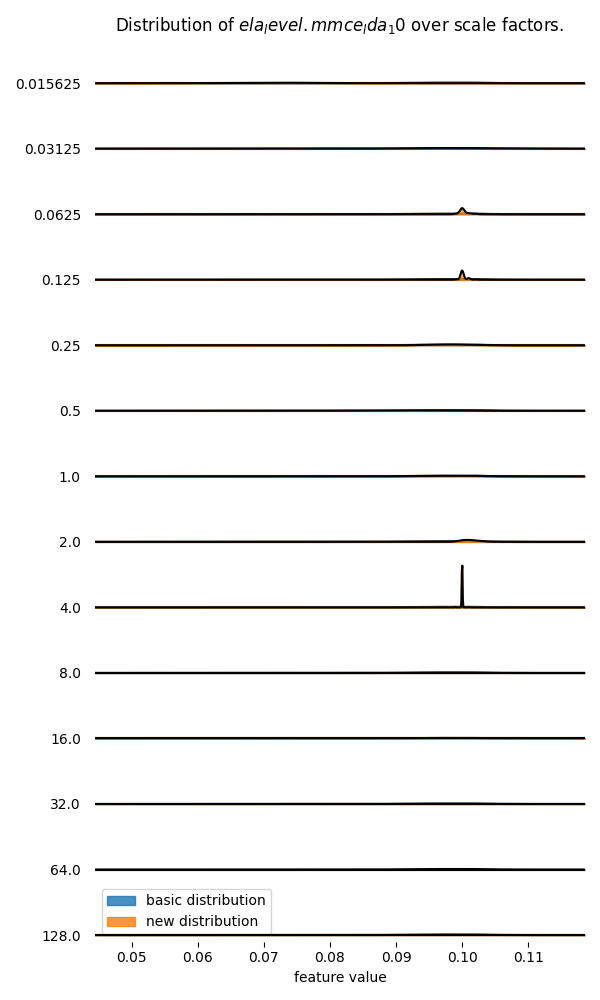 Distribution of elaₗevel.mmceₗda₁0 over scale factors.
0.015625
0.03125
0.0625
0.125
0.25
0.5
1.0
2.0
4.0
8.0
16.0
32.0
64.0
128.0
basic distribution
new distribution
0.05 0.06 0.07 0.08 0.09 0.10 0.11
feature value